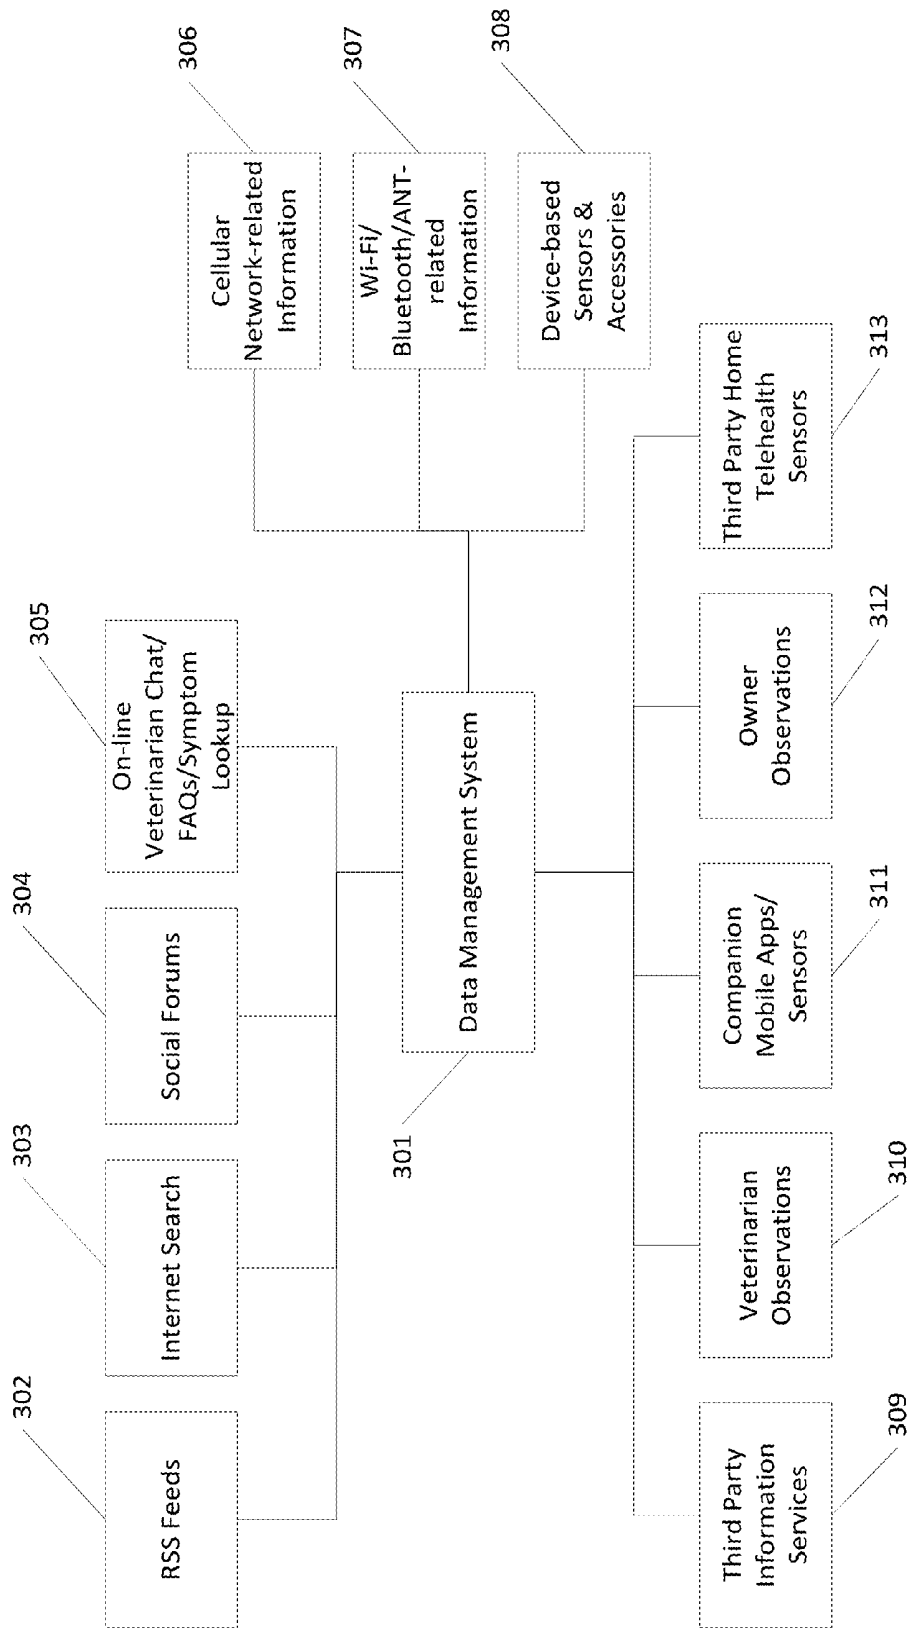 302
RSS Feeds
303
Internet Search
304
Social Forums
305
On-line
Veterinarian Chat/
FAQs/Symptom
Lookup
306
Cellular
Network-related
Information
307
Wi-Fi/
Bluetooth/ANT-
related
Information
308
Device-based
Sensors &
Accessories
301
Data Management System
Third Party
Information
Services
309
Veterinarian
Observations
310
Companion
Mobile Apps/
Sensors
311
Owner
Observations
312
Third Party Home
Telehealth
Sensors
313